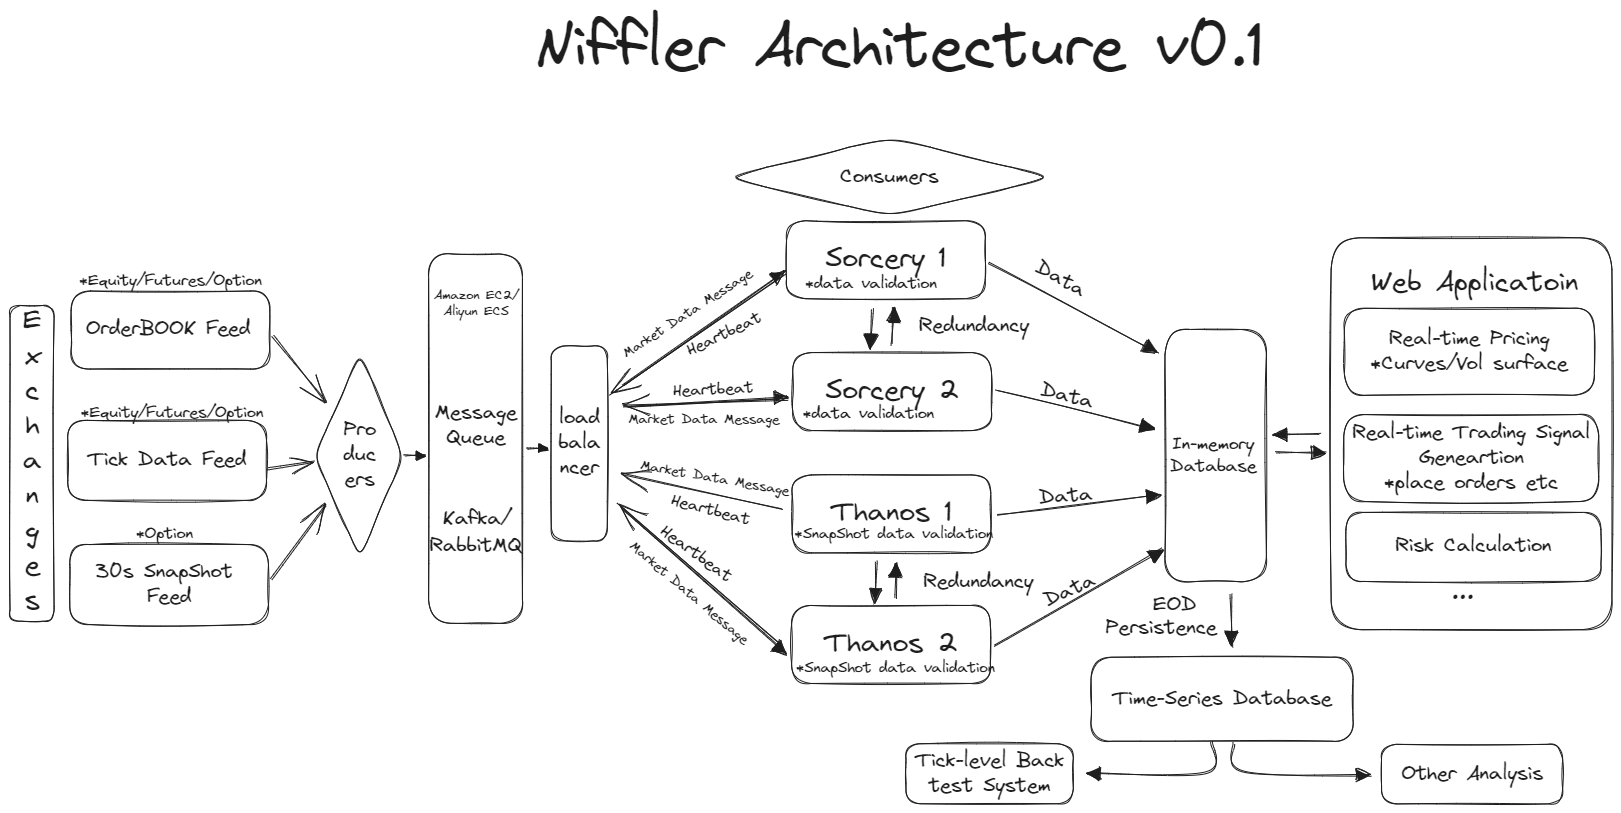 Niffler Architecture v0.1
Consumers
Exchanges
*Equity/Futures/Option
OrderBOOK Feed
*Equity/Futures/Option
Tick Data Feed
*Option
30s SnapShot
Feed
Pro
duc
ers
Amazon EC2/
Aliyun ECS
Message
Queue
Kafka/
RabbitMQ
load
bala
ncer
Market Data Message
Heartbeat
Heartbeat
Market Data Message
Market Data Message
Heartbeat
Heartbeat
Market Data Message
Sorcery 1
*data validation
Redundancy
Sorcery 2
*data validation
Thanos 1
*SnapShot data validation
Redundancy
Thanos 2
*SnapShot data validation
Data
Data
Data
Data
In-memory
Database
EOD
Persistence
Time-Series Database
Tick-level Back
test System
Other Analysis
Web Applicatoin
Real-time Pricing
*Curves/Vol surface
Real-time Trading Signal
Geneartion
*place orders etc
Risk Calculation
...